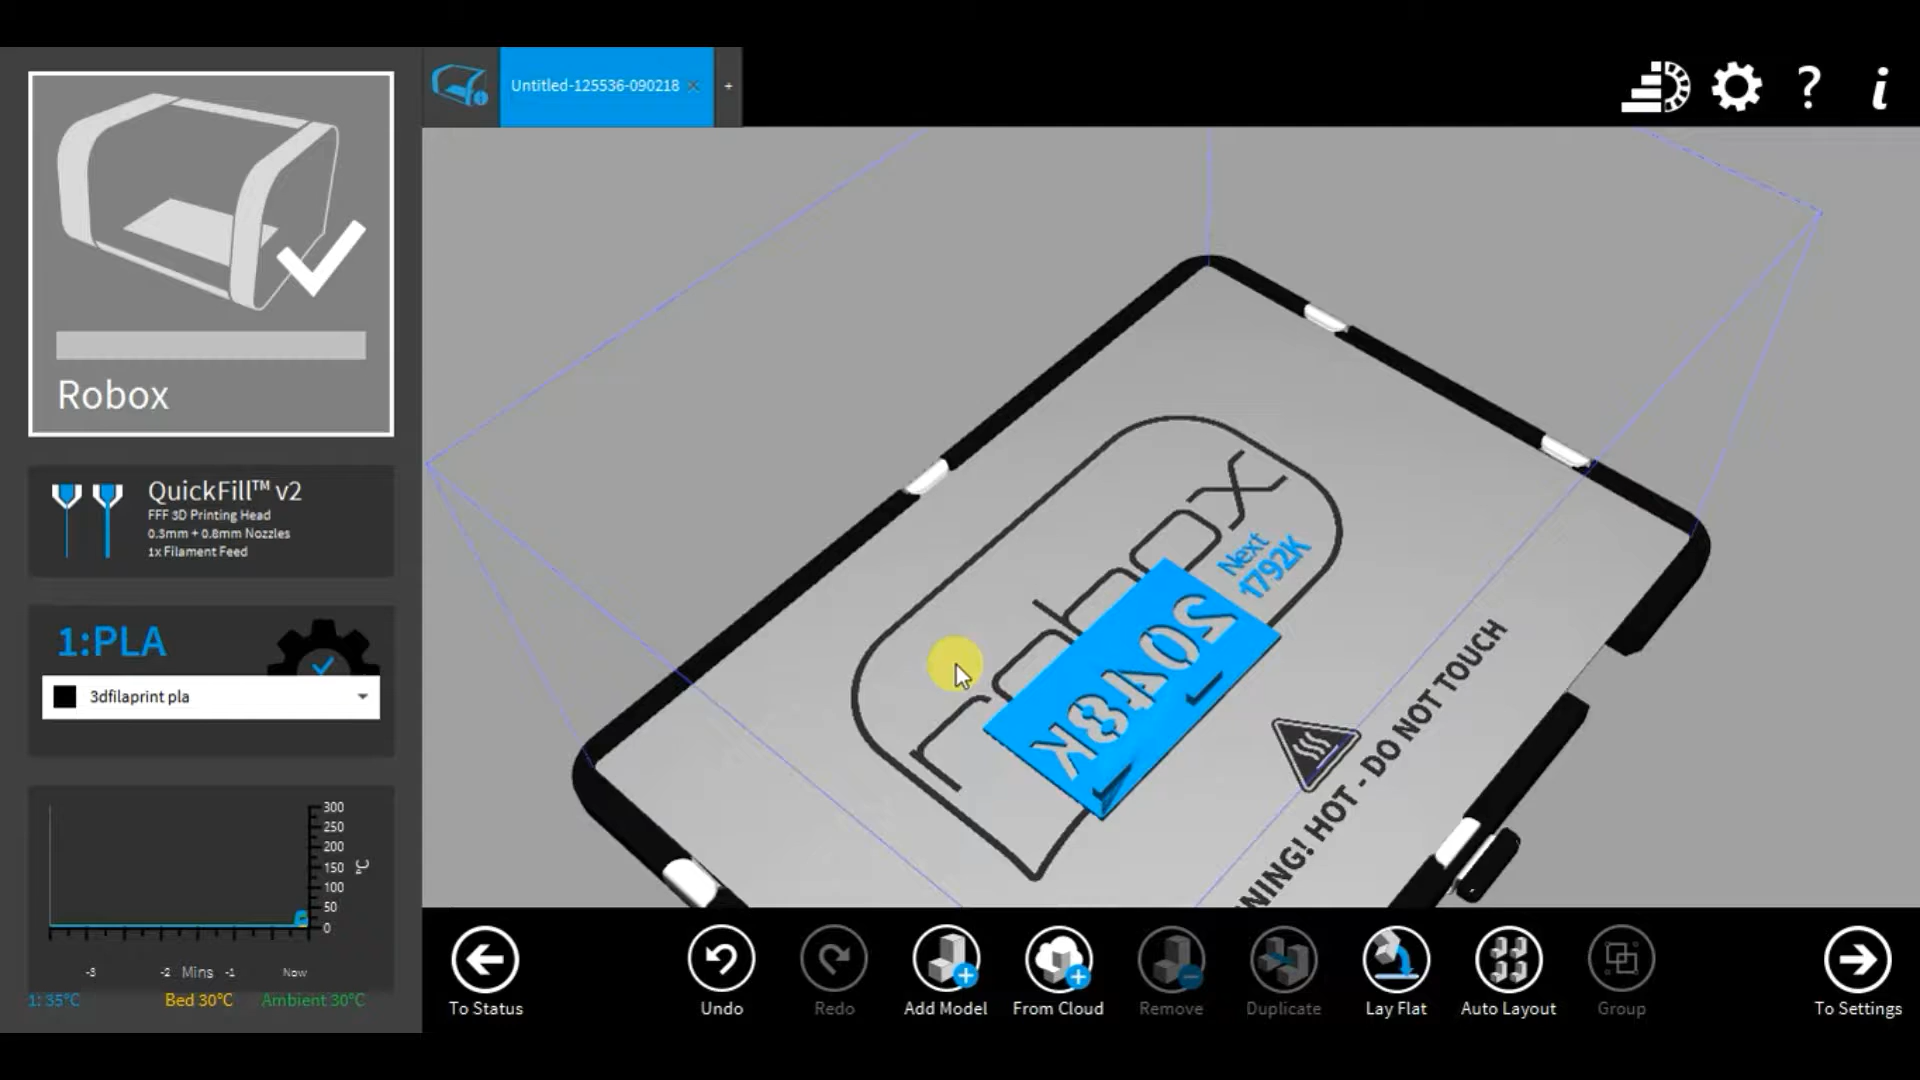 Untitled-125536-090218
Robox
QuickFill™ v2
FFF 3D Printing Head
0.3mm + 0.8mm Nozzles
1x Filament Feed
1:PLA
3dfilaprint pla
300
250
200
150
100
50
0
°C
-3 -2 Mins -1 Now
1: 35°C Bed 30°C Ambient 30°C
robox
Next
1792K
2048K
NING! HOT - DO NOT TOUCH
To Status
Undo
Redo
Add Model
From Cloud
Remove
Duplicate
Lay Flat
Auto Layout
Group
To Settings